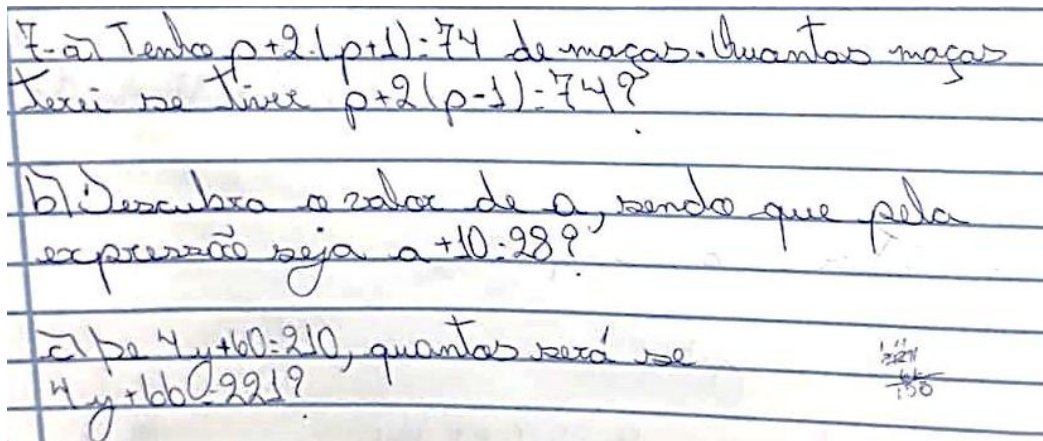 7-a) Tenho p+2.(p+1)=74 de maças. Quantas maças
terei se tiver p+2(p-1)=74?
b) Descubra o valor de a, sendo que pela
expressão seja a +10=28?
c) Se 4y+60=210, quantos será se
4y+60=221?